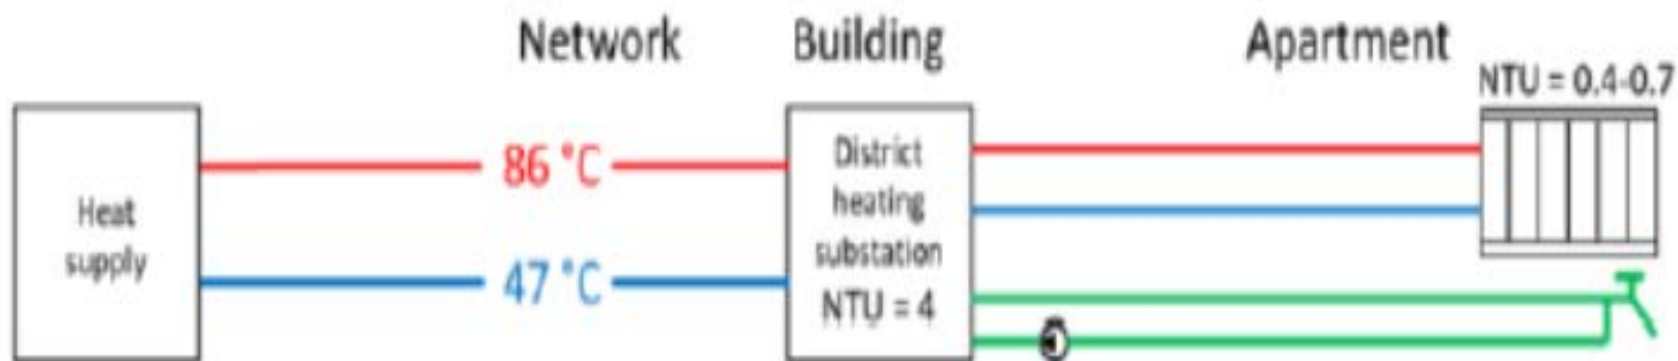 Network
Building
Apartment
NTU = 0.4-0.7
Heat
supply
86 °C
47 °C
District
heating
substation
NTU = 4